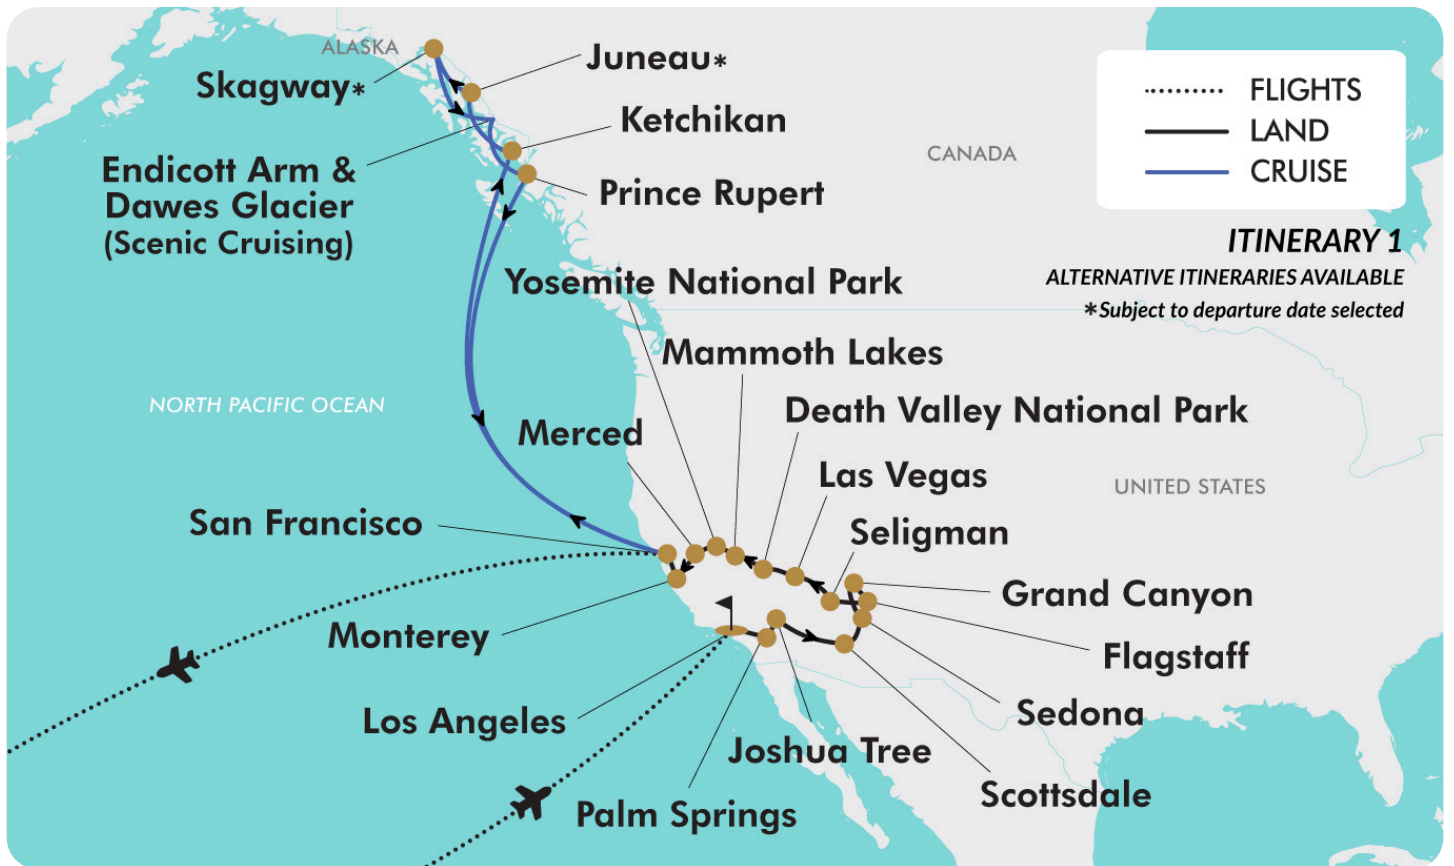 ALASKA
Skagway*
Juneau*
Ketchikan
Endicott Arm &
Dawes Glacier
(Scenic Cruising)
Prince Rupert
CANADA
FLIGHTS
LAND
CRUISE
ITINERARY 1
ALTERNATIVE ITINERARIES AVAILABLE
*Subject to departure date selected
Yosemite National Park
Mammoth Lakes
NORTH PACIFIC OCEAN
Death Valley National Park
Merced
Las Vegas
UNITED STATES
San Francisco
Seligman
Grand Canyon
Monterey
Flagstaff
Los Angeles
Sedona
Joshua Tree
Scottsdale
Palm Springs